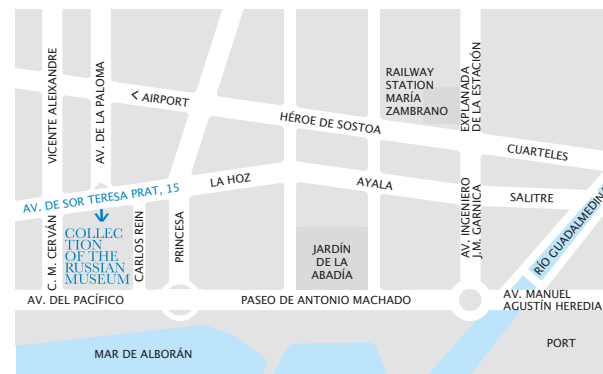 VICENTE ALEIXANDRE
AV. DE LA PALOMA
< AIRPORT
HÉROE DE SOSTOA
RAILWAY
STATION
MARÍA
ZAMBRANO
EXPLANADA
DE LA ESTACIÓN
CUARTELES
AV. DE SOR TERESA PRAT, 15
LA HOZ
AYALA
SALITRE
C. M. CERVÁN
COLLEC
TION
OF THE
RUSSIAN
MUSEUM
CARLOS REIN
PRINCESA
JARDÍN
DE LA
ABADÍA
AV. INGENIERO
J.M. GARNICA
RÍO GUADALMEDINA
AV. DEL PACÍFICO
PASEO DE ANTONIO MACHADO
AV. MANUEL
AGUSTÍN HEREDIA
MAR DE ALBORÁN
PORT